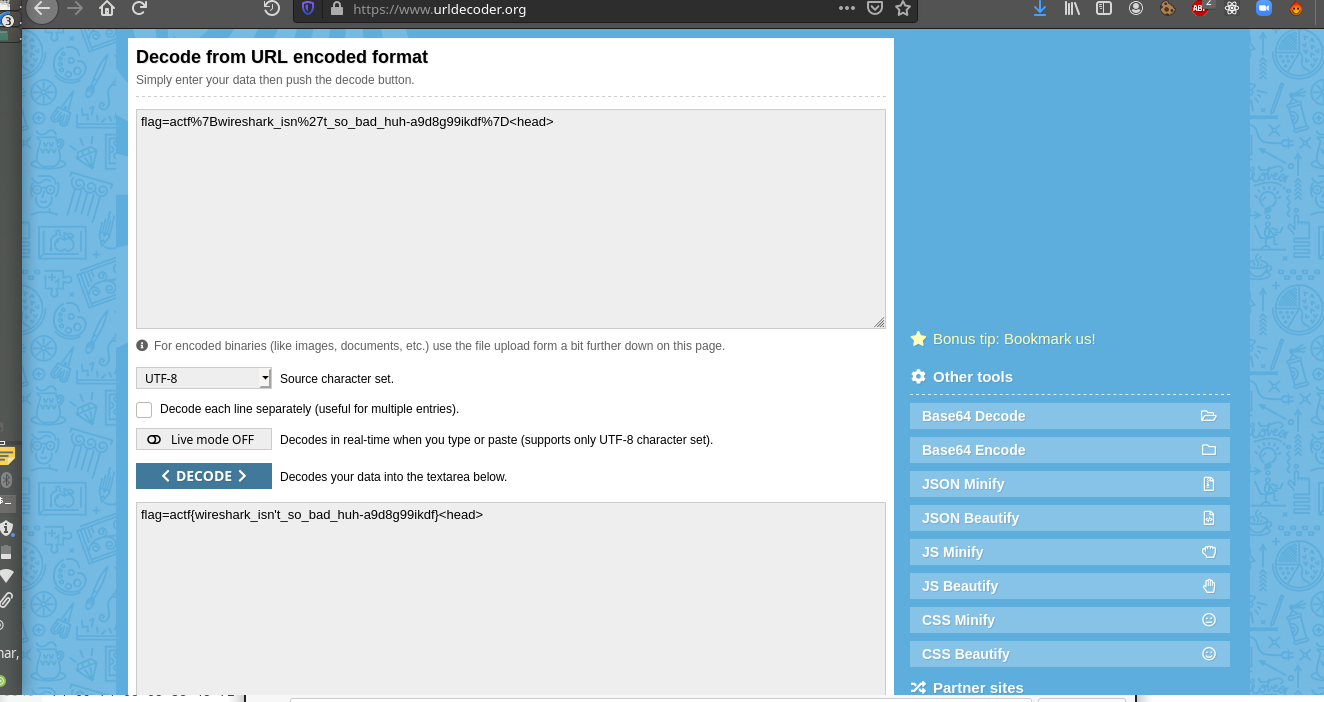 3
https://www.urldecoder.org
2
Decode from URL encoded format
Simply enter your data then push the decode button.
flag=actf%7Bwireshark_isn%27t_so_bad_huh-a9d8g99ikdf%7D<head>
For encoded binaries (like images, documents, etc.) use the file upload form a bit further down on this page.
UTF-8 Source character set.
Decode each line separately (useful for multiple entries).
Live mode OFF Decodes in real-time when you type or paste (supports only UTF-8 character set).
DECODE Decodes your data into the textarea below.
flag=actf{wireshark_isn't_so_bad_huh-a9d8g99ikdf}<head>
Bonus tip: Bookmark us!
Other tools
Base64 Decode
Base64 Encode
JSON Minify
JSON Beautify
JS Minify
JS Beautify
CSS Minify
CSS Beautify
Partner sites